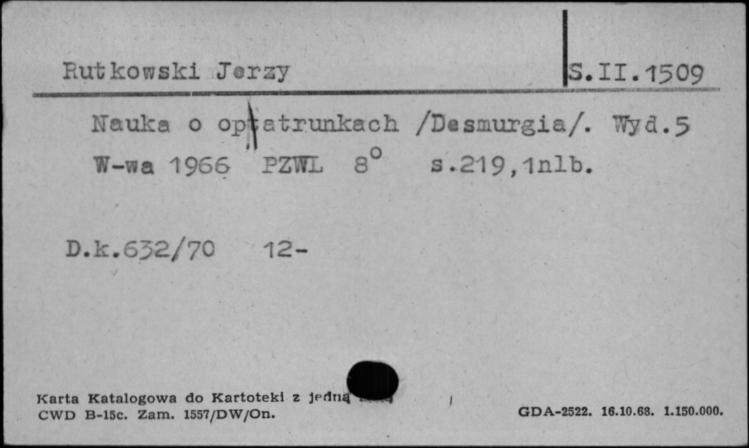 Rutkowski Jerzy S.II.1509
Nauka o opatrunkach /Desmurgia/. Wyd.5
W-wa 1966 PZWL 8° s.219,1nlb.
D.k.632/70 12-
Karta Katalogowa do Kartoteki z jedną
CWD B-15c. Zam. 1557/DW/On.
GDA-2522. 16.10.68. 1.150.000.